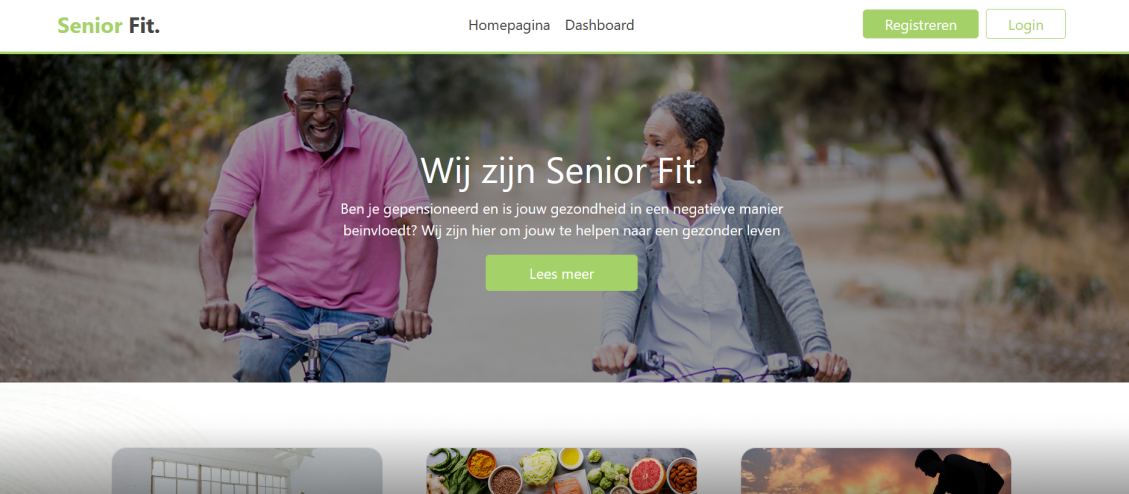 Senior Fit.
Homepagina
Dashboard
Registreren
Login
Wij zijn Senior Fit.
Ben je gepensioneerd en is jouw gezondheid in een negatieve manier
beinvloedt? Wij zijn hier om jouw te helpen naar een gezonder leven
Lees meer